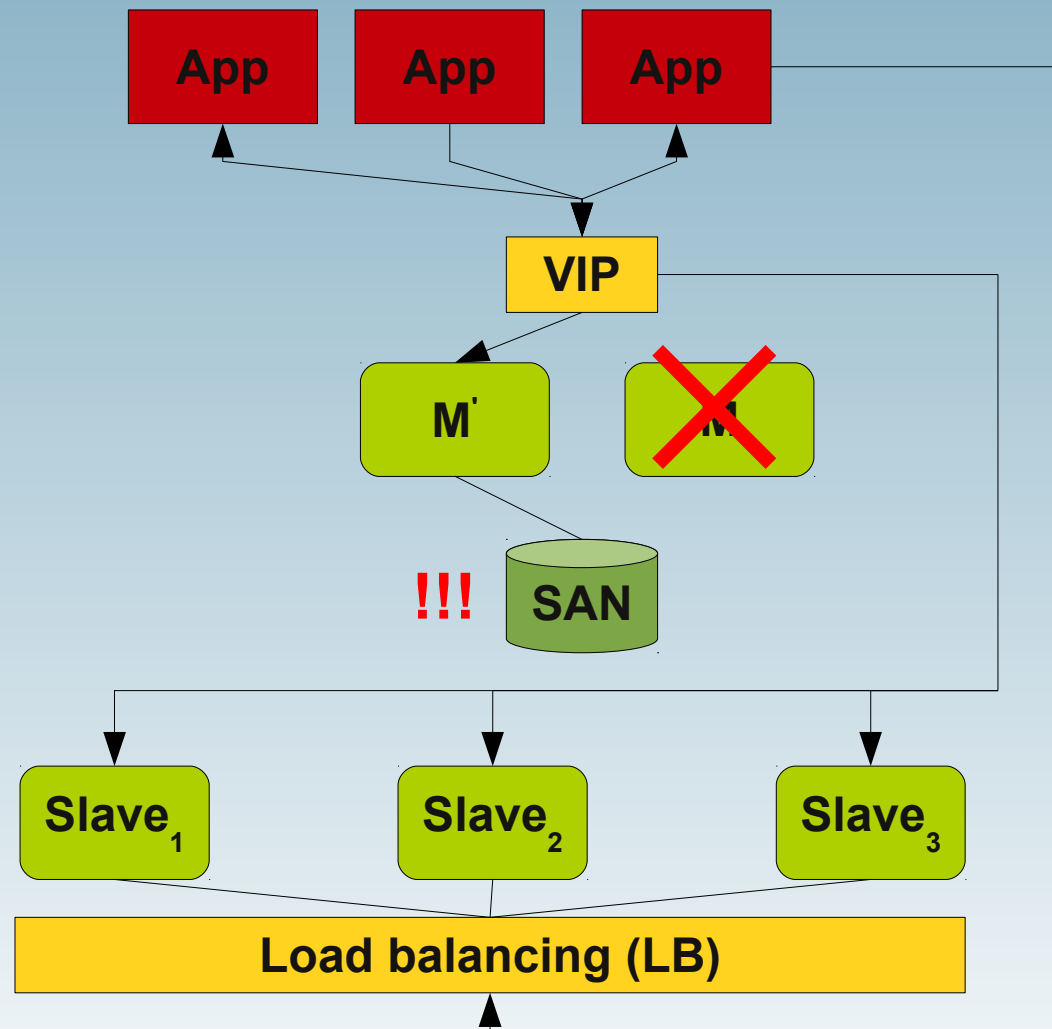 App App App
VIP
M' M
!!! SAN
Slave1 Slave2 Slave3
Load balancing (LB)